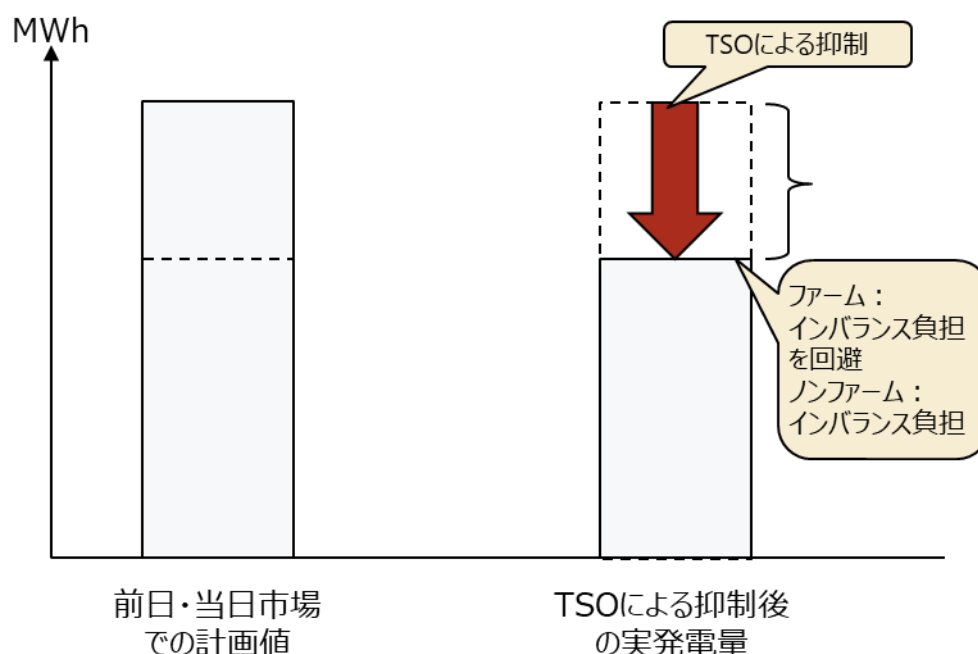 MWh
TSOによる抑制
ファーム：
インバランス負担
を回避
ノンファーム：
インバランス負担
前日・当日市場
での計画値
TSOによる抑制後
の実発電量